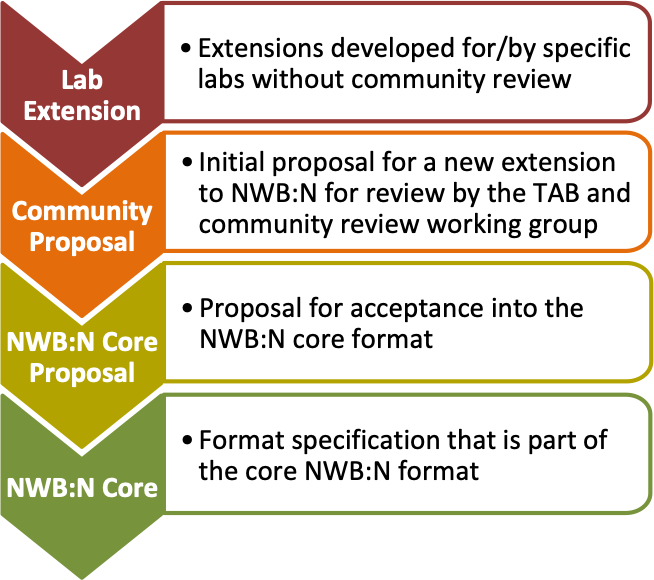 Lab
Extension
• Extensions developed for/by specific
labs without community review
Community
Proposal
• Initial proposal for a new extension
to NWB:N for review by the TAB and
community review working group
NWB:N Core
Proposal
• Proposal for acceptance into the
NWB:N core format
NWB:N Core
• Format specification that is part of
the core NWB:N format